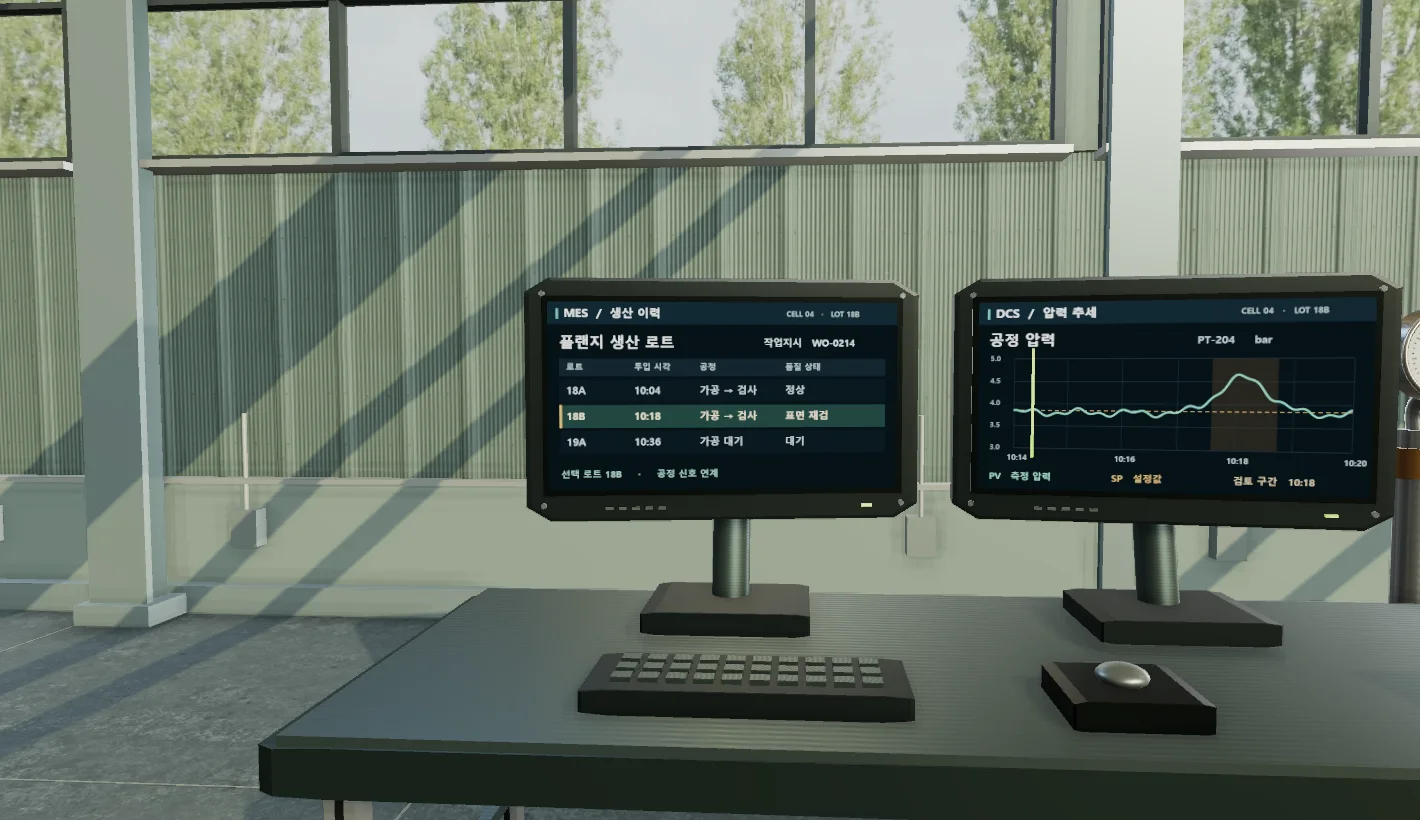 MES / 생산 이력
CELL 04 · LOT 18B
플랜지 생산 로트
작업지시 WO-0214
로트 투입 시각 공정 품질 상태
18A 10:04 가공 → 검사 정상
18B 10:18 가공 → 검사 표면 재검
19A 10:36 가공 대기 대기
선택 로트 18B · 공정 신호 연계
DCS / 압력 추세
CELL 04 · LOT 18B
공정 압력
PT-204 bar
5.0
4.5
4.0
3.5
3.0
10:14 10:16 10:18 10:20
PV 측정 압력 SP 설정값 검토 구간 10:18